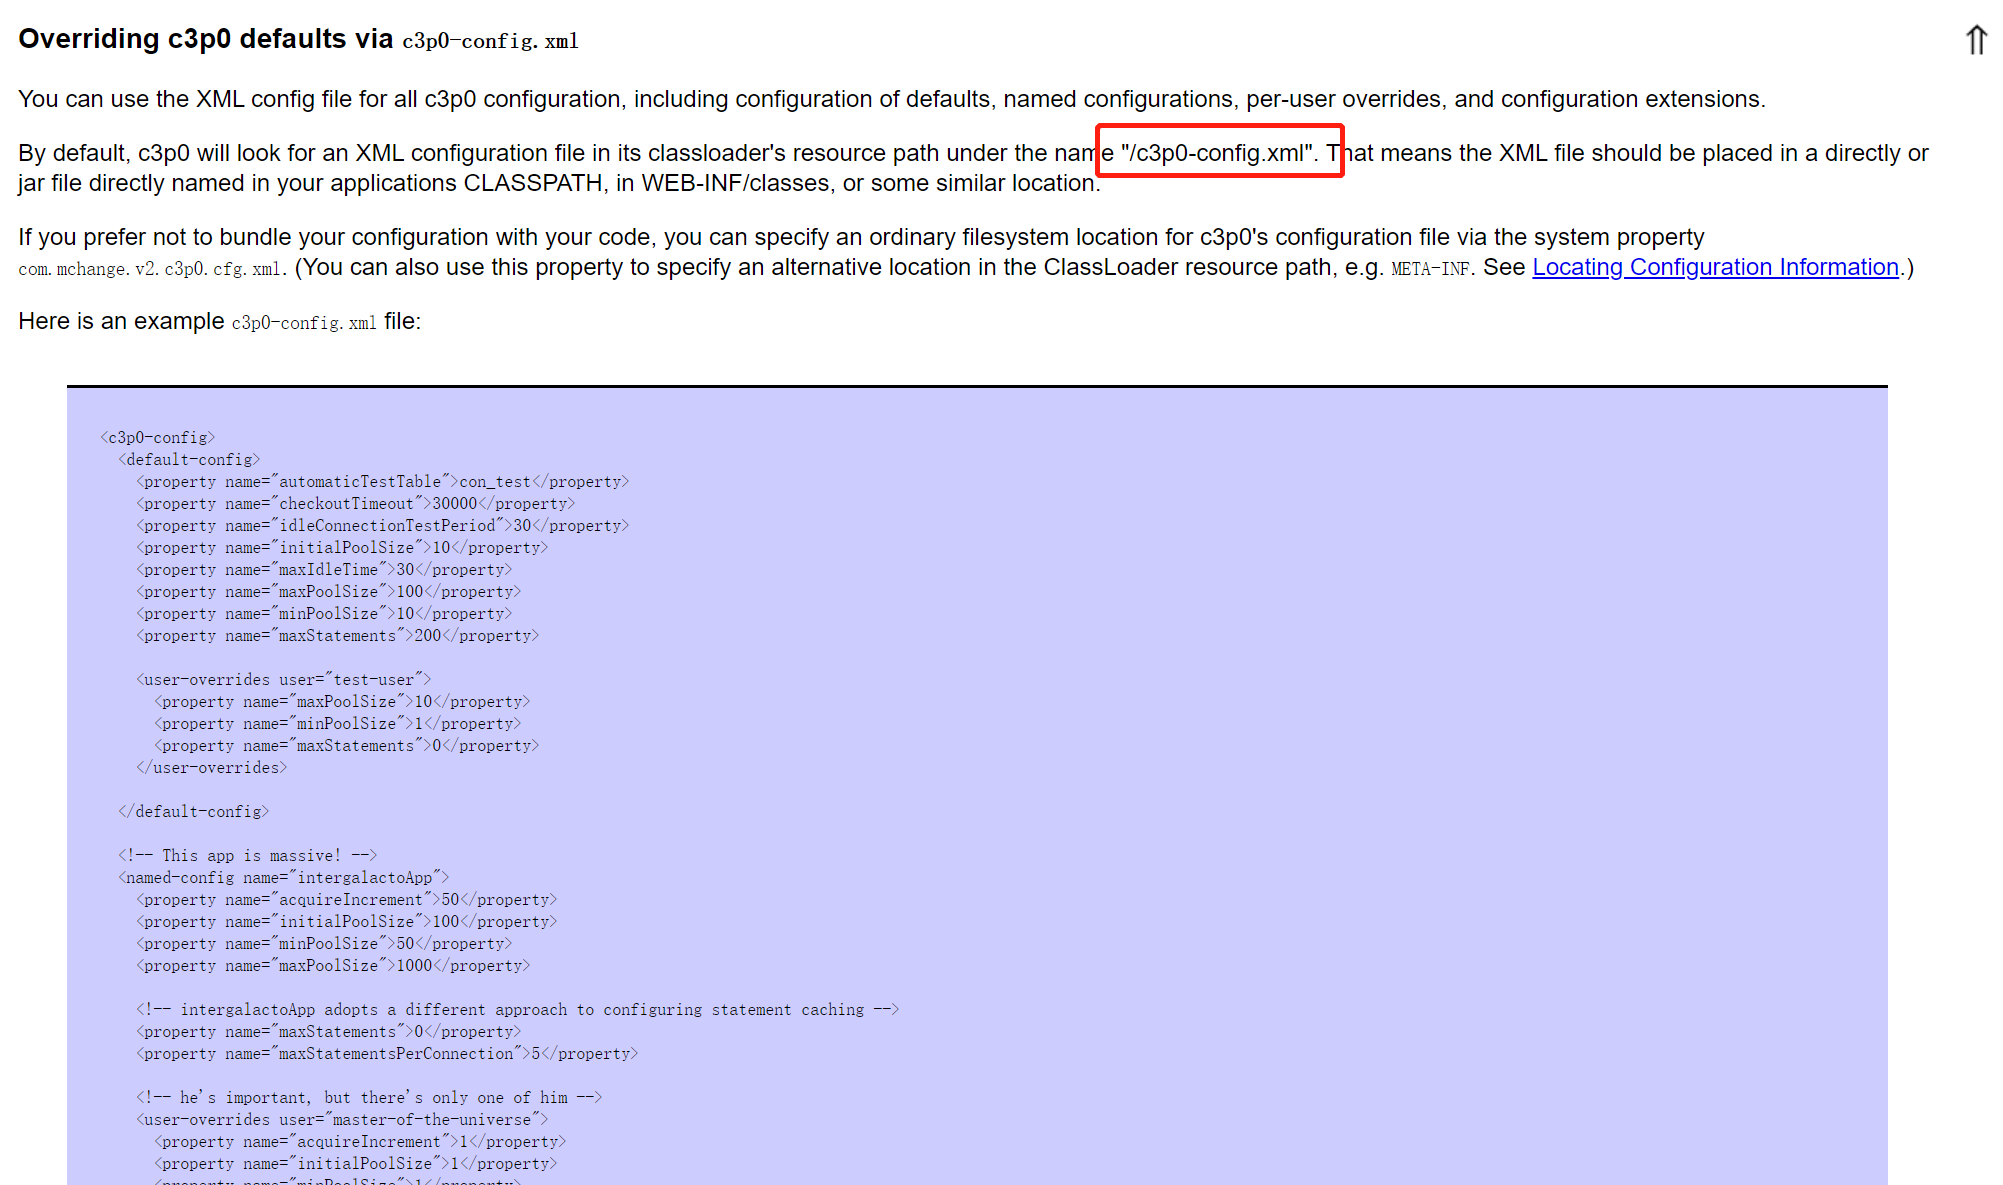 Overriding c3p0 defaults via c3p0-config.xml
⇑
You can use the XML config file for all c3p0 configuration, including configuration of defaults, named configurations, per-user overrides, and configuration extensions.
By default, c3p0 will look for an XML configuration file in its classloader's resource path under the name "/c3p0-config.xml". That means the XML file should be placed in a directly or
jar file directly named in your applications CLASSPATH, in WEB-INF/classes, or some similar location.
If you prefer not to bundle your configuration with your code, you can specify an ordinary filesystem location for c3p0's configuration file via the system property
com.mchange.v2.c3p0.cfg.xml. (You can also use this property to specify an alternative location in the ClassLoader resource path, e.g. META-INF. See Locating Configuration Information.)
Here is an example c3p0-config.xml file:
<c3p0-config>
  <default-config>
    <property name="automaticTestTable">con_test</property>
    <property name="checkoutTimeout">30000</property>
    <property name="idleConnectionTestPeriod">30</property>
    <property name="initialPoolSize">10</property>
    <property name="maxIdleTime">30</property>
    <property name="maxPoolSize">100</property>
    <property name="minPoolSize">10</property>
    <property name="maxStatements">200</property>
    <user-overrides user="test-user">
      <property name="maxPoolSize">10</property>
      <property name="minPoolSize">1</property>
      <property name="maxStatements">0</property>
    </user-overrides>
  </default-config>
  <!-- This app is massive! -->
  <named-config name="intergalactoApp">
    <property name="acquireIncrement">50</property>
    <property name="initialPoolSize">100</property>
    <property name="minPoolSize">50</property>
    <property name="maxPoolSize">1000</property>
    <!-- intergalactoApp adopts a different approach to configuring statement caching -->
    <property name="maxStatements">0</property>
    <property name="maxStatementsPerConnection">5</property>
    <!-- he's important, but there's only one of him -->
    <user-overrides user="master-of-the-universe">
      <property name="acquireIncrement">1</property>
      <property name="initialPoolSize">1</property>
      <property name="minPoolSize">1</property>